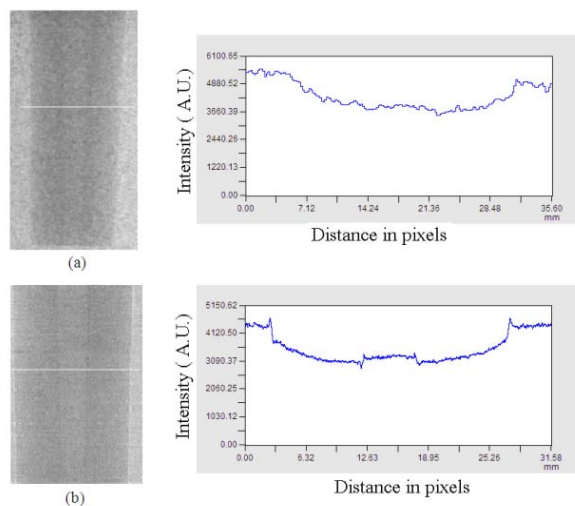 6100.65
4880.52
3660.39
2440.26
1220.13
0.00
Intensity ( A.U.)
0.00 7.12 14.24 21.36 28.48 35.60
mm
Distance in pixels
(a)
5150.62
4120.50
3090.37
2060.25
1030.12
0.00
Intensity ( A.U.)
0.00 6.32 12.63 18.95 25.26 31.58
mm
Distance in pixels
(b)